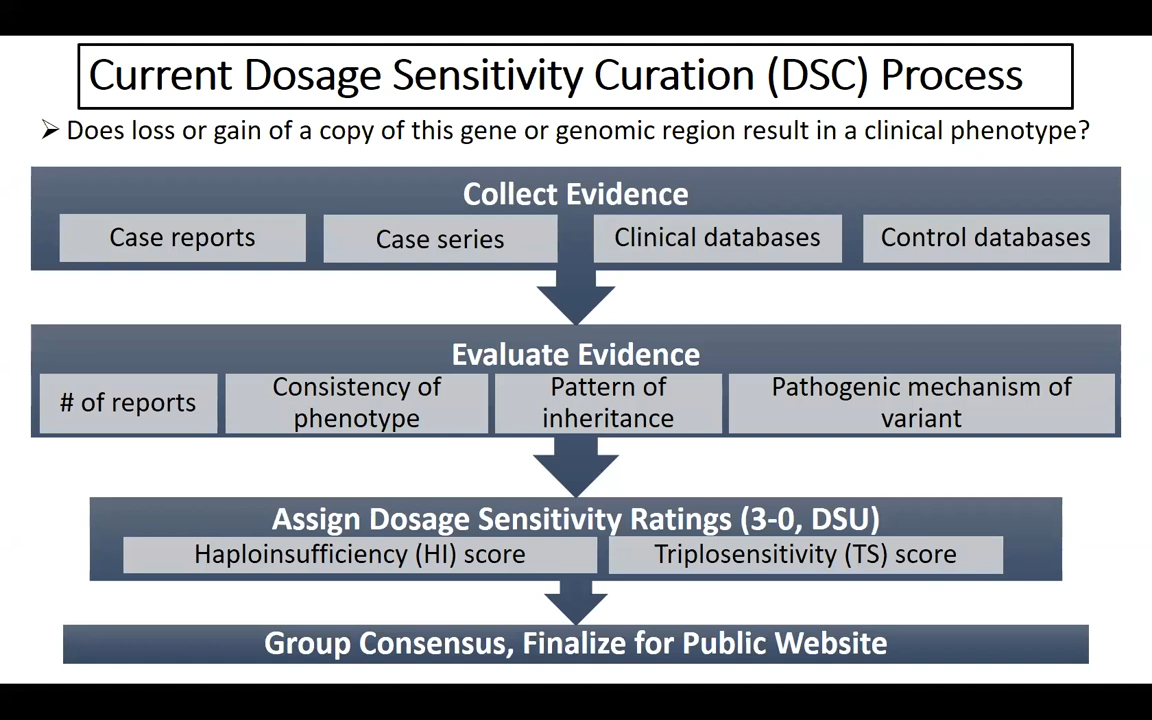 Current Dosage Sensitivity Curation (DSC) Process
➢ Does loss or gain of a copy of this gene or genomic region result in a clinical phenotype?
Collect Evidence
Case reports
Case series
Clinical databases
Control databases
Evaluate Evidence
# of reports
Consistency of
phenotype
Pattern of
inheritance
Pathogenic mechanism of
variant
Assign Dosage Sensitivity Ratings (3-0, DSU)
Haploinsufficiency (HI) score
Triplosensitivity (TS) score
Group Consensus, Finalize for Public Website